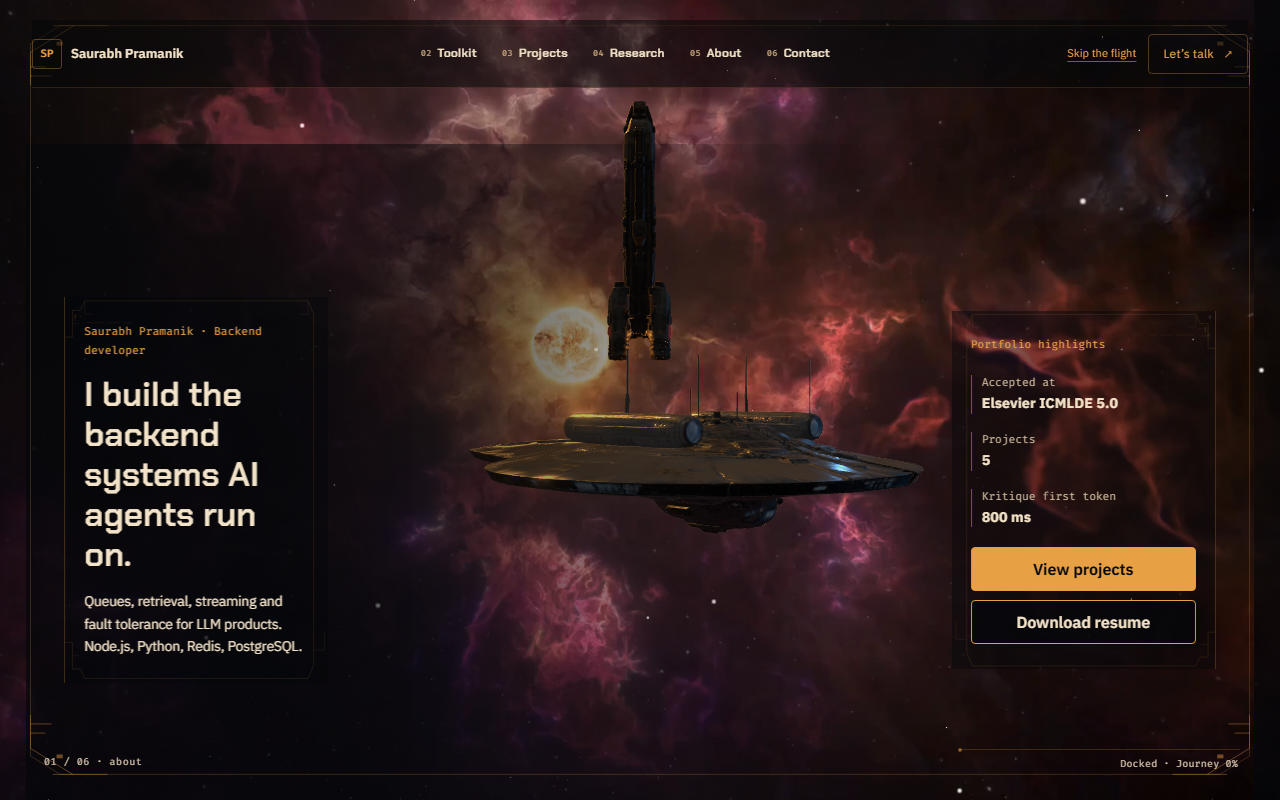 SP
Saurabh Pramanik
02 Toolkit
03 Projects
04 Research
05 About
06 Contact
Skip the flight
Let's talk ↗
Saurabh Pramanik · Backend
developer
I build the
backend
systems AI
agents run
on.
Queues, retrieval, streaming and
fault tolerance for LLM products.
Node.js, Python, Redis, PostgreSQL.
Portfolio highlights
Accepted at
Elsevier ICMLDE 5.0
Projects
5
Kritique first token
800 ms
View projects
Download resume
01 / 06 · about
Docked · Journey 0%